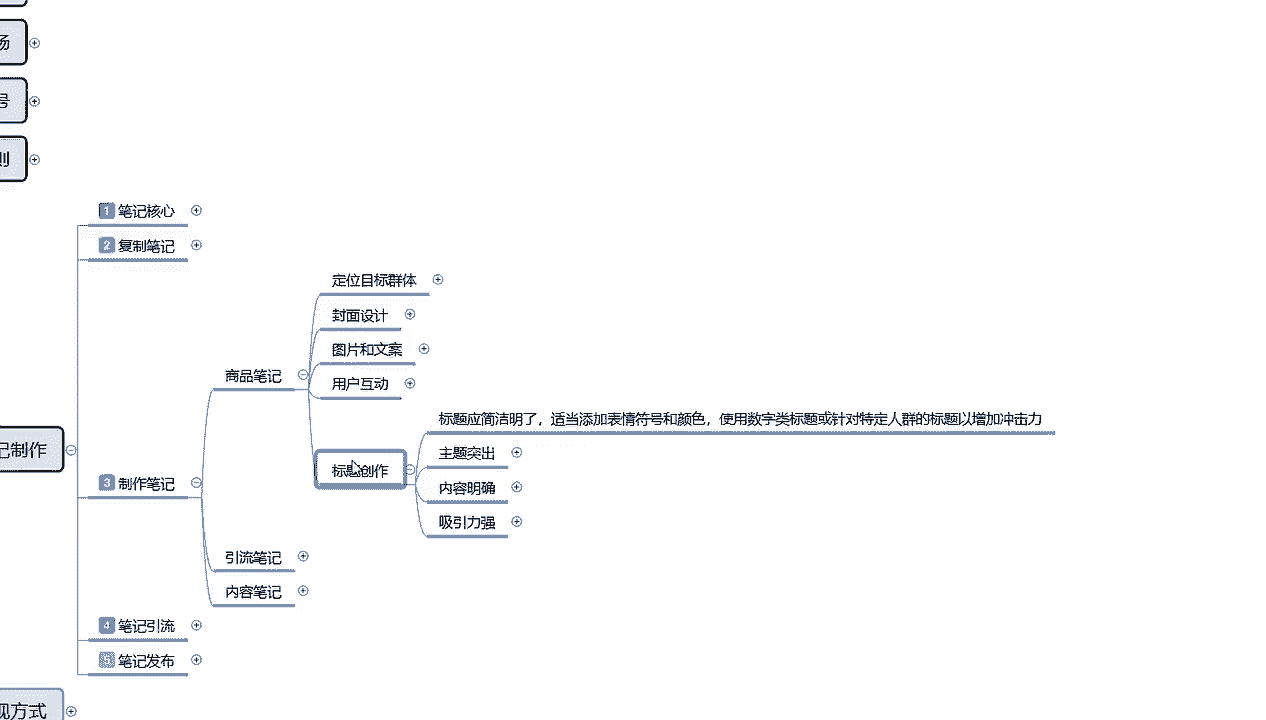 场
号
则
1 笔记核心
2 复制笔记
定位目标群体
封面设计
图片和文案
商品笔记
用户互动
标题应简洁明了，适当添加表情符号和颜色，使用数字类标题或针对特定人群的标题以增加冲击力
记制作
主题突出
标题创作
3 制作笔记
内容明确
吸引力强
引流笔记
内容笔记
4 笔记引流
5 笔记发布
现方式